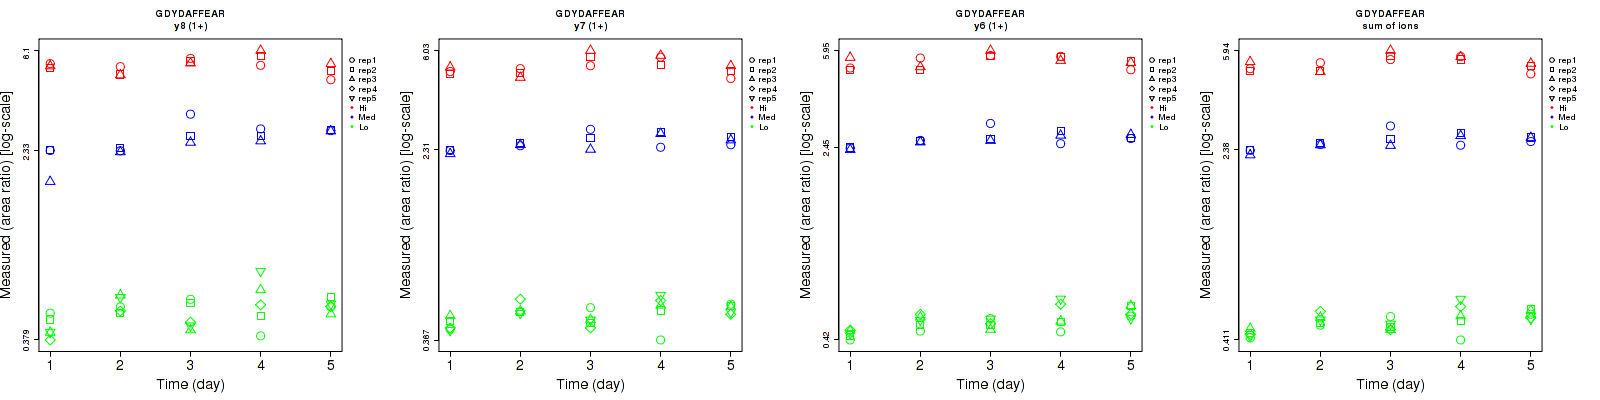 GDYDAFFEAR
y8 (1+)
Measured (area ratio) [log-scale]
6.1
2.33
0.379
1 2 3 4 5
Time (day)
rep1
rep2
rep3
rep4
rep5
Hi
Med
Lo
GDYDAFFEAR
y7 (1+)
Measured (area ratio) [log-scale]
6.03
2.31
0.367
1 2 3 4 5
Time (day)
rep1
rep2
rep3
rep4
rep5
Hi
Med
Lo
GDYDAFFEAR
y6 (1+)
Measured (area ratio) [log-scale]
5.95
2.45
0.42
1 2 3 4 5
Time (day)
rep1
rep2
rep3
rep4
rep5
Hi
Med
Lo
GDYDAFFEAR
sum of ions
Measured (area ratio) [log-scale]
5.94
2.38
0.41
1 2 3 4 5
Time (day)
rep1
rep2
rep3
rep4
rep5
Hi
Med
Lo